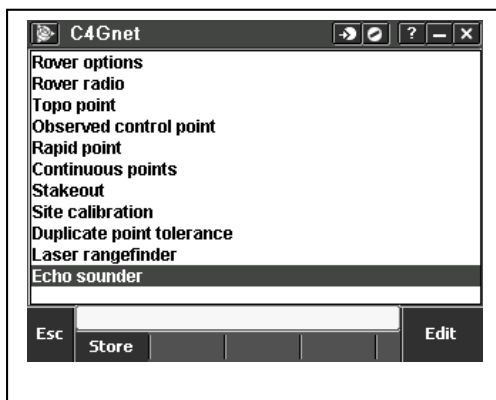 C4Gnet
? – x
Rover options
Rover radio
Topo point
Observed control point
Rapid point
Continuous points
Stakeout
Site calibration
Duplicate point tolerance
Laser rangefinder
Echo sounder
Esc
Edit
Store